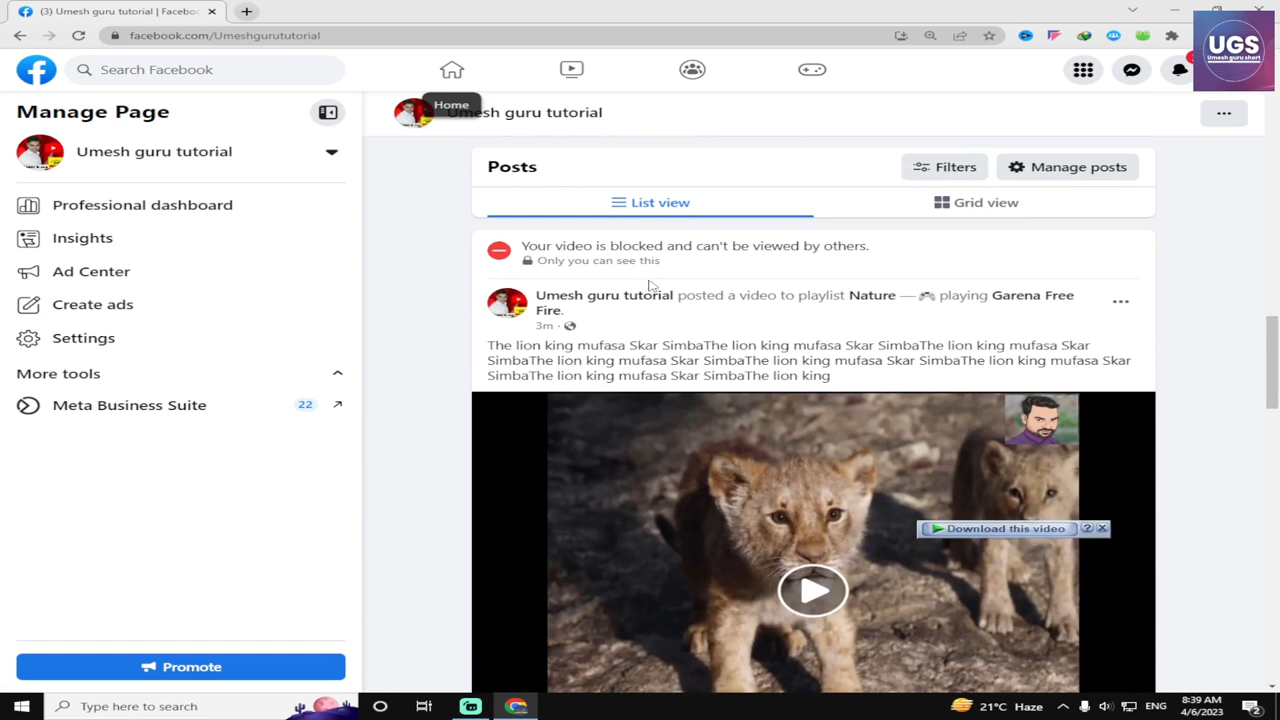 (3) Umesh guru tutorial | Facebo
facebook.com/Umeshgurututorial
UGS
Umesh guru short
Search Facebook
Home
Manage Page
Umesh guru tutorial
Umesh guru tutorial
Professional dashboard
Insights
Ad Center
Create ads
Settings
More tools
Meta Business Suite 22
Promote
Posts
Filters
Manage posts
List view
Grid view
Your video is blocked and can't be viewed by others.
Only you can see this
Umesh guru tutorial posted a video to playlist Nature — playing Garena Free
Fire.
3m ·
The lion king mufasa Skar SimbaThe lion king mufasa Skar SimbaThe lion king mufasa Skar
SimbaThe lion king mufasa Skar SimbaThe lion king mufasa Skar SimbaThe lion king mufasa Skar
SimbaThe lion king mufasa Skar SimbaThe lion king
Download this video
Type here to search
21°C Haze
ENG
8:39 AM
4/6/2023
2